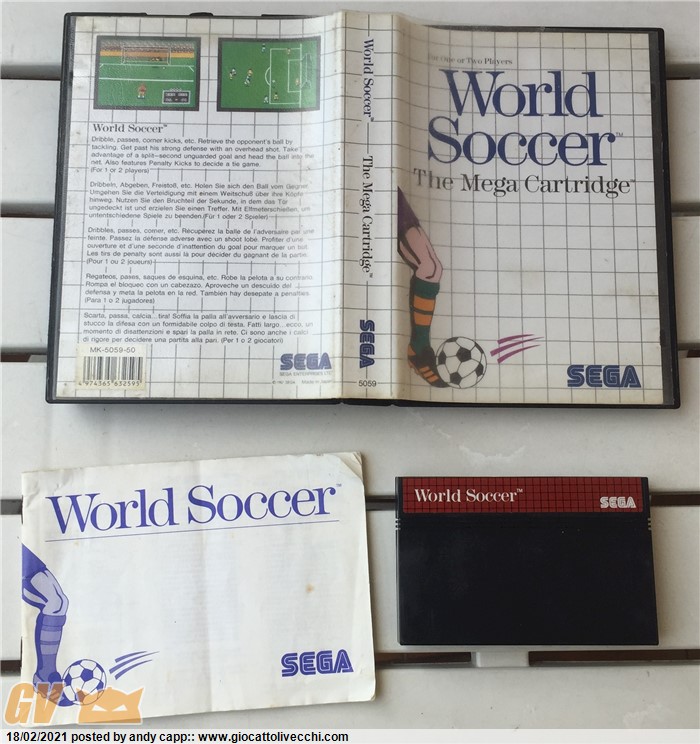 World Soccer™
Dribble, passes, corner kicks, etc. Retrieve the opponent's ball by
tackling. Get past his strong defense with an overhead shot. Take
advantage of a split-second unguarded goal and head the ball into the
net. Also features Penalty Kicks to decide a tie game.
(For 1 or 2 players)
Dribbeln, Abgeben, Freistoß, etc. Holen Sie sich den Ball vom Gegner
Umgehen Sie die Verteidigung mit einem Weitschuß über ihre Köpfe
hinweg. Nutzen Sie den Bruchteil der Sekunde, in dem das Tor
ungedeckt ist und erzielen Sie einen Treffer. Mit Elfmeterschießen, um
unentschiedene Spiele zu beenden. (Für 1 oder 2 Spieler)
Dribbles, passes, corner, etc. Récupérez la balle de l'adversaire par une
feinte. Passez la défense adverse avec un shoot lobé. Profitez d'une
ouverture et d'une seconde d'inattention du goal pour marquer un but.
Les tirs de penalty sont aussi là pour décider du gagnant de la partie.
(Pour 1 ou 2 joueurs)
Regateos, pases, saques de esquina, etc. Robe la pelota a su contrario.
Rompa el bloqueo con un cabezazo. Aproveche un descuido del
defensa y meta la pelota en la red. Tambien hay desepate a penalties.
(Para 1 o 2 jugadores)
Scarta, passa, calcia...tira! Soffia la palla all'avversario e lascia di
stucco la difesa con un formidabile colpo di testa. Fatti largo...ecco, un
momento di disattenzioni e spari la palla in rete. Ci sono anche i calci
di rigore per decidere una partita alla pari. (Per 1 o 2 giocatori)
MK-5059-50
4 974365 632595
SEGA
SEGA ENTERPRISES LTD.
World Soccer™ The Mega Cartridge™
SEGA
5059
For One or Two Players
World
Soccer™
The Mega Cartridge™
SEGA
World Soccer™
SEGA
World Soccer™
SEGA
GV
18/02/2021 posted by andy capp:: www.giocattolivecchi.com